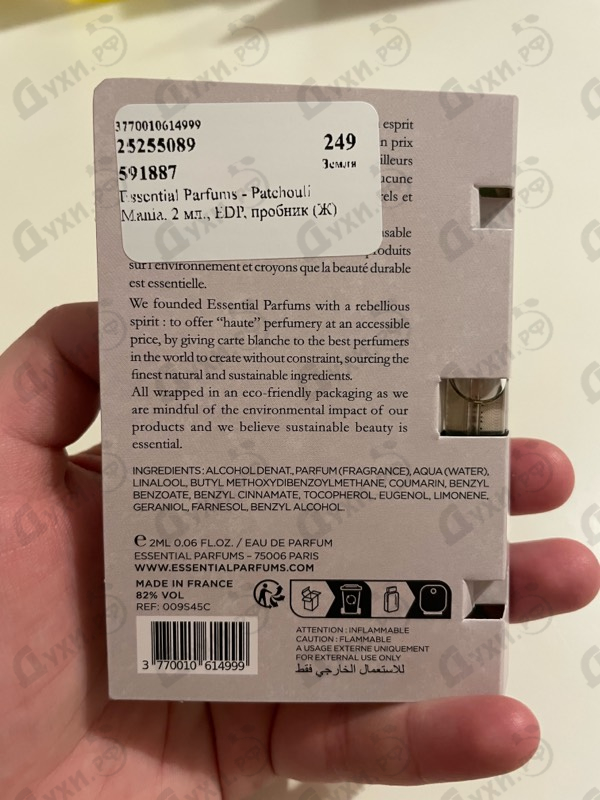 3770010614999
25255089
249
Земля
591887
Essential Parfums - Patchouli
Mania, 2 мл., EDP, пробник (Ж)
esprit
n prix
illeurs
ucune
els et
sable
roduits
sur l'environnement et croyons que la beauté durable
est essentielle.
We founded Essential Parfums with a rebellious
spirit : to offer “haute” perfumery at an accessible
price, by giving carte blanche to the best perfumers
in the world to create without constraint, sourcing the
finest natural and sustainable ingredients.
All wrapped in an eco-friendly packaging as we
are mindful of the environmental impact of our
products and we believe sustainable beauty is
essential.
INGREDIENTS : ALCOHOL DENAT., PARFUM (FRAGRANCE), AQUA (WATER),
LINALOOL, BUTYL METHOXYDIBENZOYLMETHANE, COUMARIN, BENZYL
BENZOATE, BENZYL CINNAMATE, TOCOPHEROL, EUGENOL, LIMONENE,
GERANIOL, FARNESOL, BENZYL ALCOHOL.
e 2ML 0.06 FL.OZ. / EAU DE PARFUM
ESSENTIAL PARFUMS – 75006 PARIS
WWW.ESSENTIALPARFUMS.COM
MADE IN FRANCE
82% VOL
REF: 009S45C
ATTENTION : INFLAMMABLE
CAUTION : FLAMMABLE
A USAGE EXTERNE UNIQUEMENT
FOR EXTERNAL USE ONLY
للاستعمال الخارجي فقط
3 770010 614999
Духи.РФ